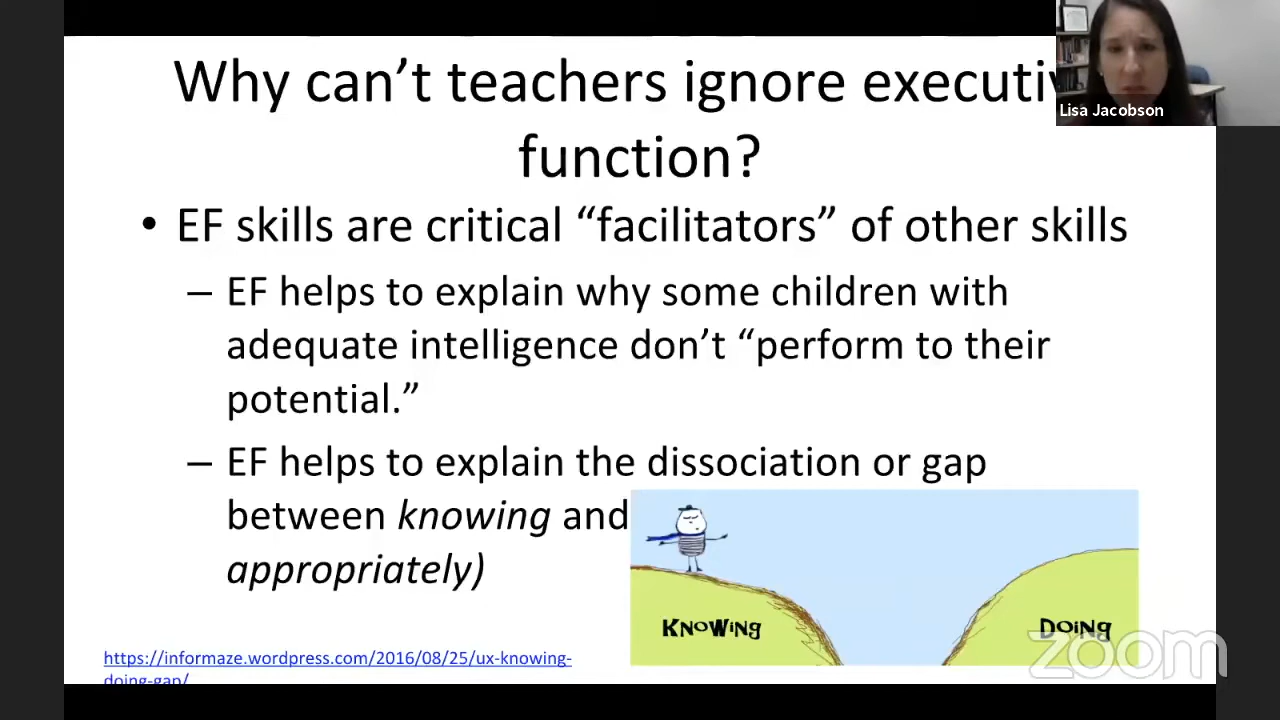 Why can’t teachers ignore executiv
function?
Lisa Jacobson
• EF skills are critical “facilitators” of other skills
– EF helps to explain why some children with
adequate intelligence don’t “perform to their
potential.”
– EF helps to explain the dissociation or gap
between knowing and
appropriately)
KNOWING
DOING
https://informaze.wordpress.com/2016/08/25/ux-knowing-
doing-gap/
zoom